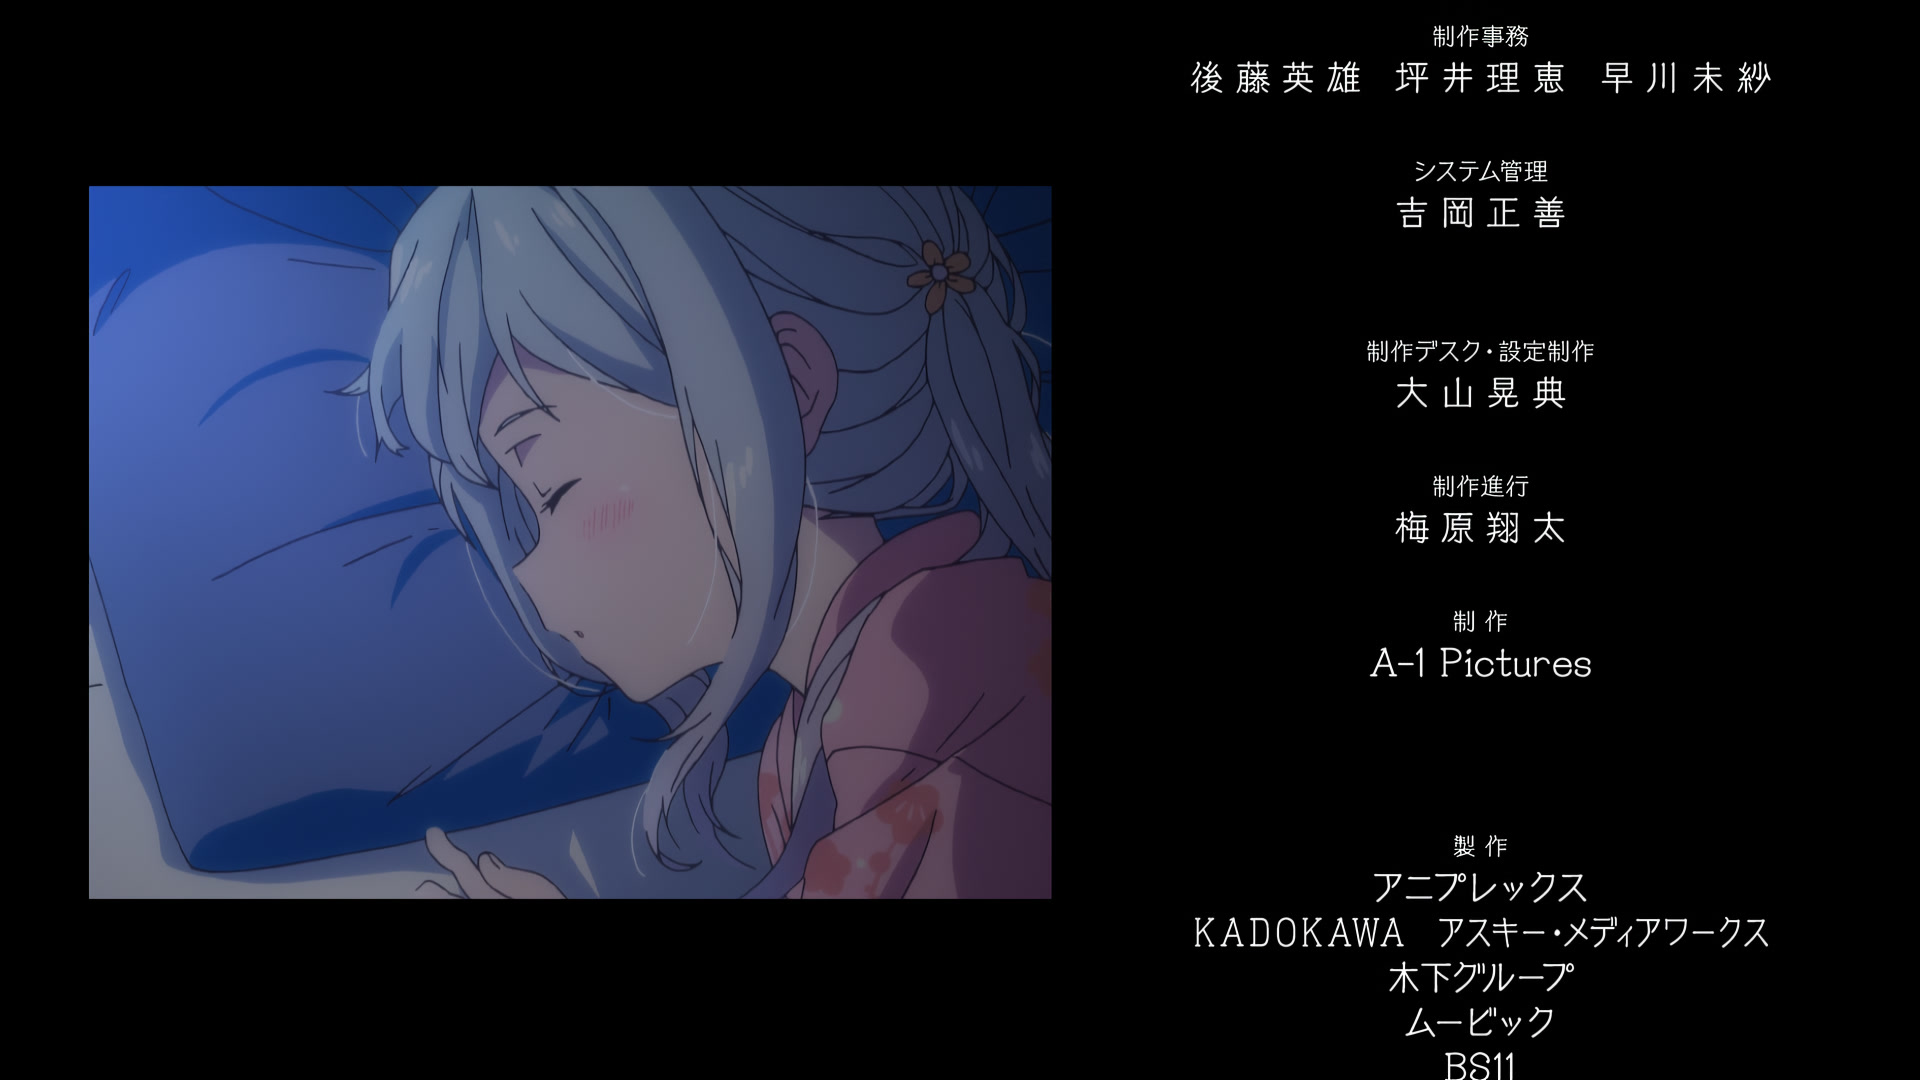 制作事務
後藤英雄　坪井理恵　早川未紗
システム管理
吉岡正善
制作デスク・設定制作
大山晃典
制作進行
梅原翔太
制作
A-1 Pictures
製作
アニプレックス
KADOKAWA　アスキー・メディアワークス
木下グループ
ムービック
BS11